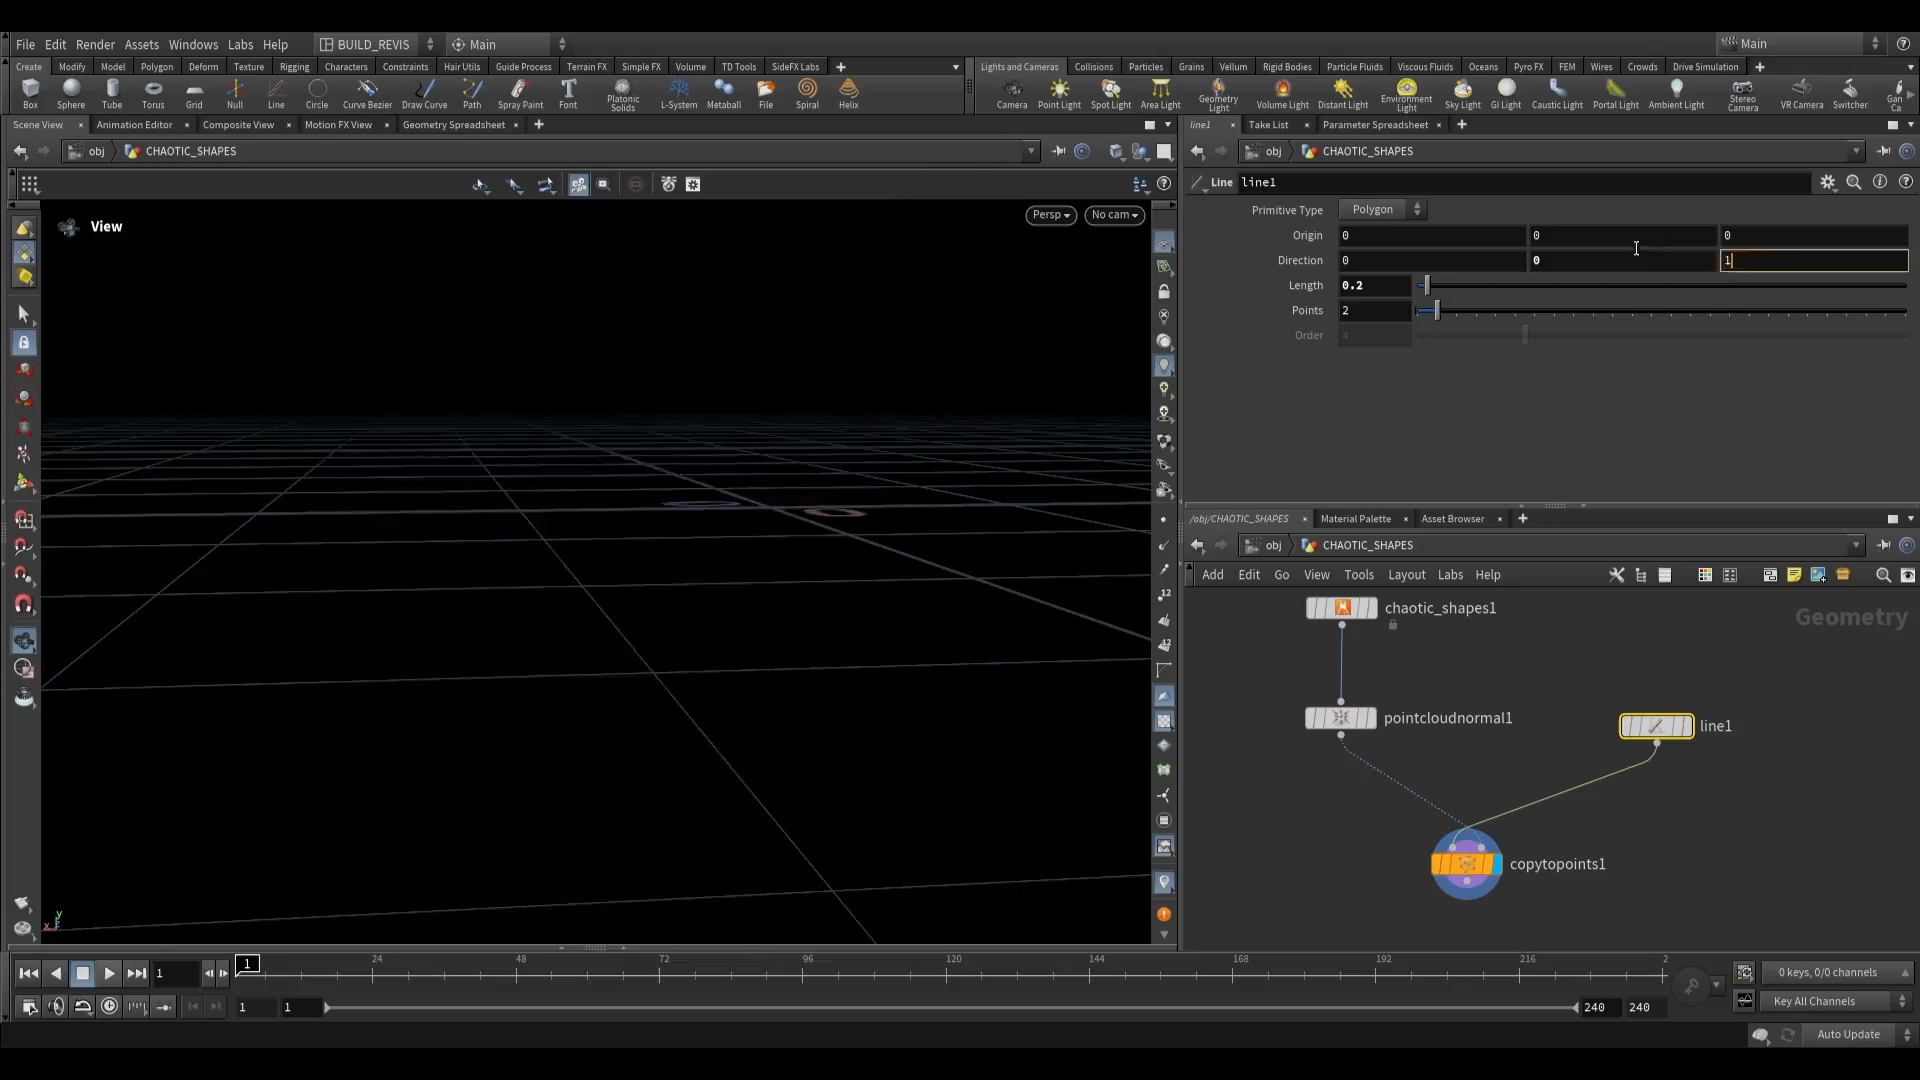 File Edit Render Assets Windows Labs Help BUILD_REVIS Main Main
Create Modify Model Polygon Deform Texture Rigging Characters Constraints Hair Utils Guide Process Terrain FX Simple FX Volume TD Tools SideFX Labs Lights and Cameras Collisions Particles Grains Vellum Rigid Bodies Particle Fluids Viscous Fluids Oceans Pyro FX FEM Wires Crowds Drive Simulation
Box Sphere Tube Torus Grid Null Line Circle Curve Bezier Draw Curve Path Spray Paint Font Platonic Solids L-System Metaball File Spiral Helix Camera Point Light Spot Light Area Light Geometry Light Volume Light Distant Light Environment Light Sky Light GI Light Caustic Light Portal Light Ambient Light Stereo Camera VR Camera Switcher Gan Ca
Scene View Animation Editor Composite View Motion FX View Geometry Spreadsheet line1 Take List Parameter Spreadsheet
obj CHAOTIC_SHAPES obj CHAOTIC_SHAPES
Line line1
View Persp No cam
Primitive Type Polygon
Origin 0 0 0
Direction 0 0 1
Length 0.2
Points 2
Order 4
/obj/CHAOTIC_SHAPES Material Palette Asset Browser
obj CHAOTIC_SHAPES
Add Edit Go View Tools Layout Labs Help
Geometry
chaotic_shapes1
pointcloudnormal1
line1
copytopoints1
12
12
y
x
1 1 24 48 72 96 120 144 168 192 216 2
0 keys, 0/0 channels
1 1 240 240 Key All Channels
Auto Update